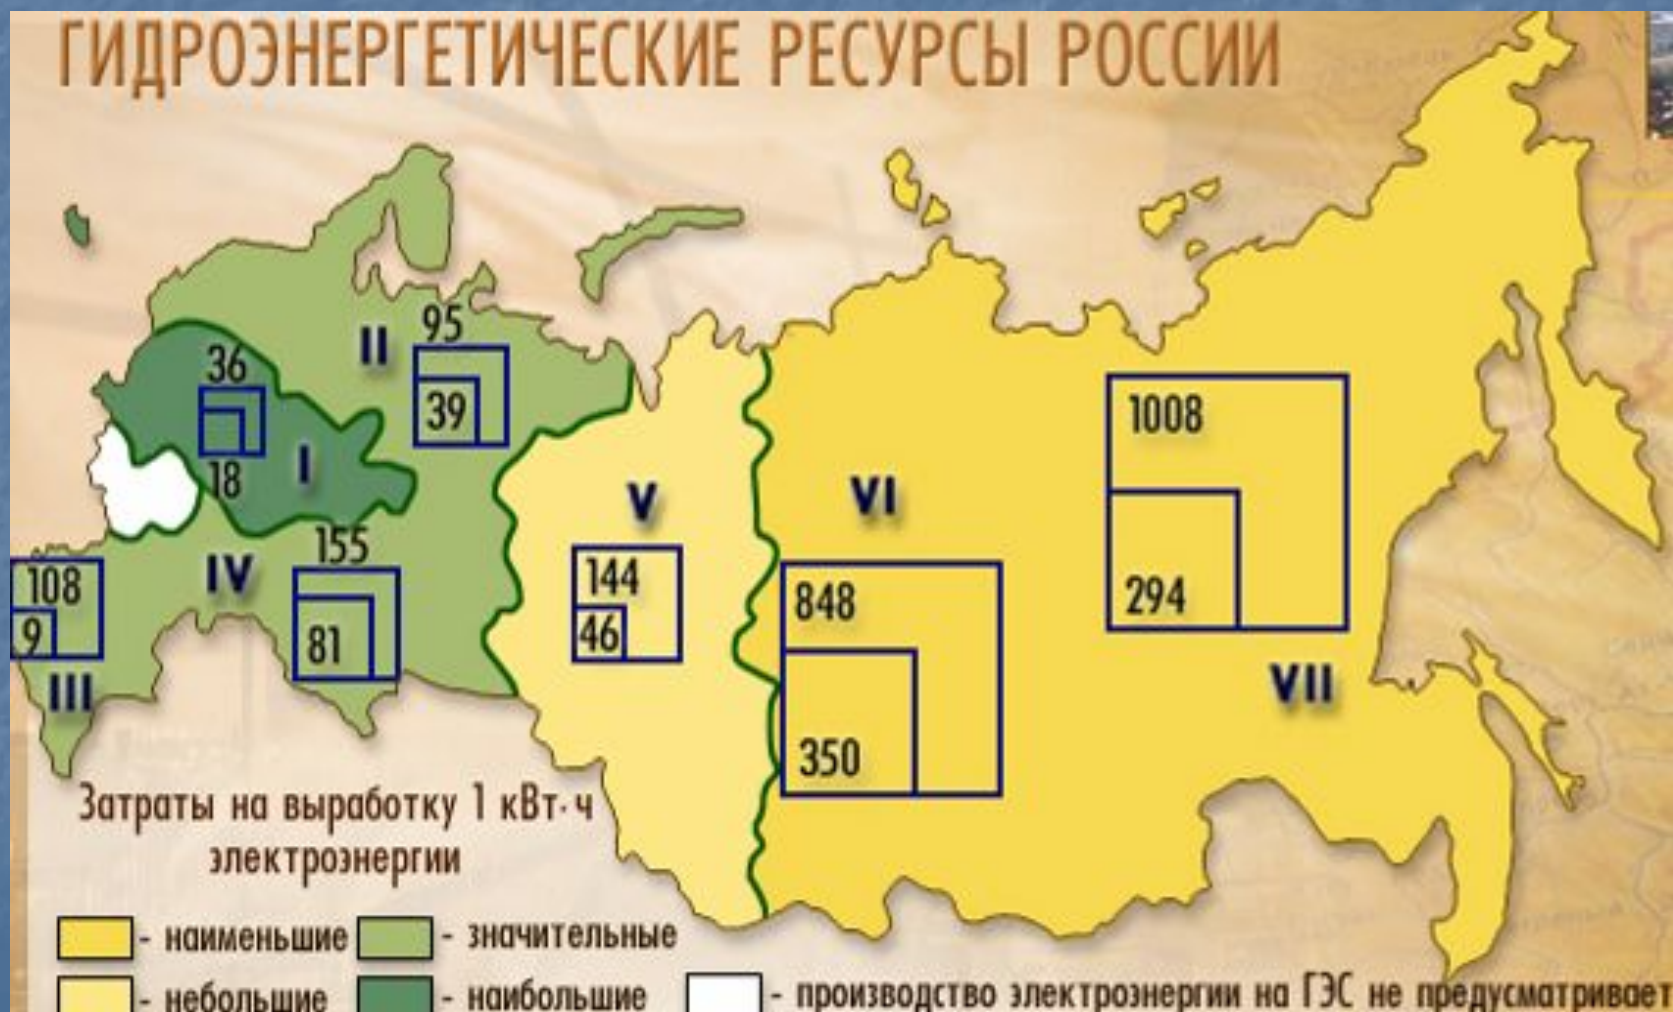 ГИДРОЭНЕРГЕТИЧЕСКИЕ РЕСУРСЫ РОССИИ
II
95
39
36
18
I
V
144
46
VI
848
350
1008
294
VII
IV
155
81
108
9
III
Затраты на выработку 1 кВт·ч
электроэнергии
- наименьшие
- значительные
- небольшие
- наибольшие
- производство электроэнергии на ГЭС не предусматривает